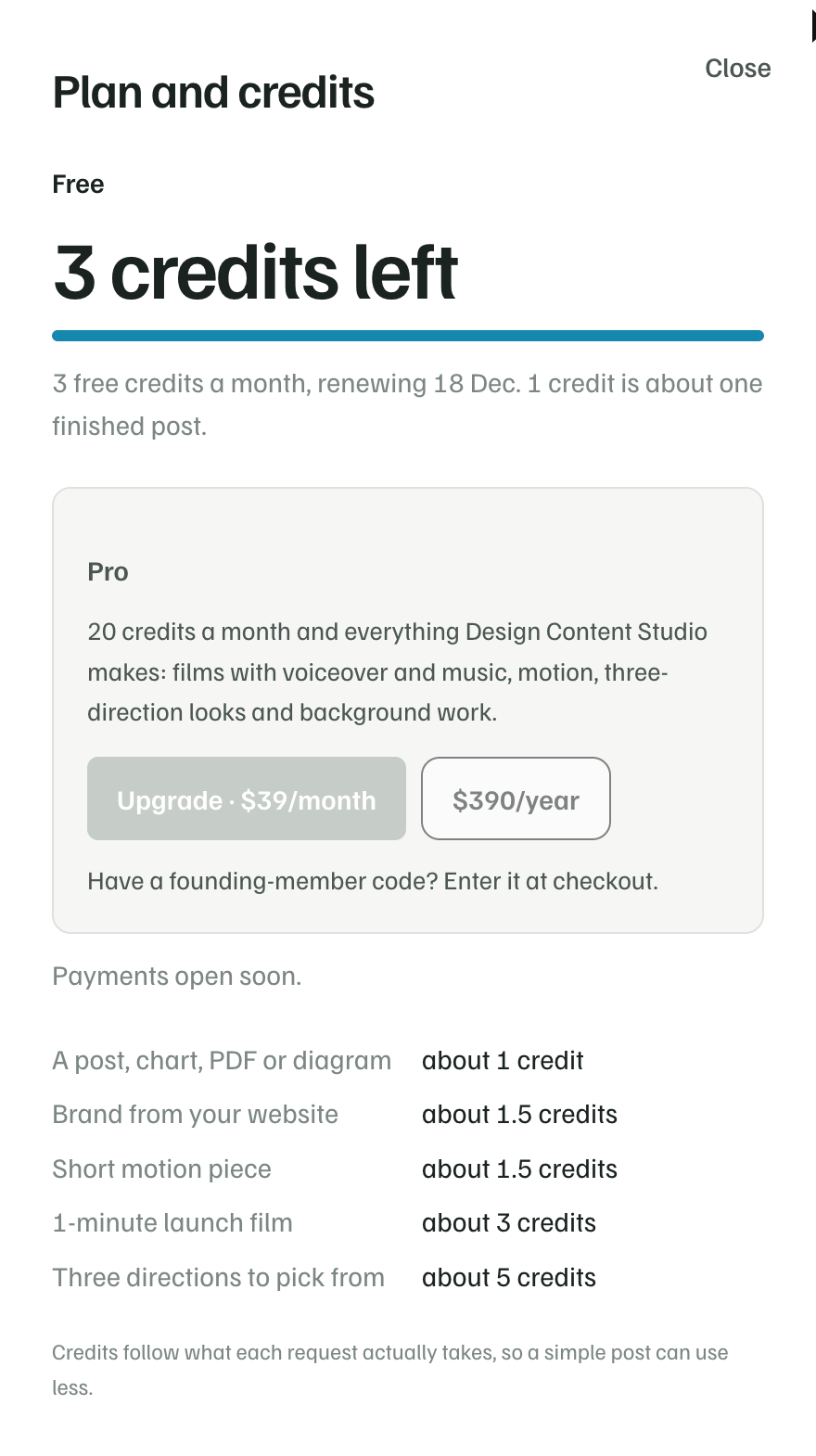 Close
Plan and credits
Free
3 credits left
3 free credits a month, renewing 18 Dec. 1 credit is about one
finished post.
Pro
20 credits a month and everything Design Content Studio
makes: films with voiceover and music, motion, three-
direction looks and background work.
Upgrade · $39/month
$390/year
Have a founding-member code? Enter it at checkout.
Payments open soon.
A post, chart, PDF or diagram about 1 credit
Brand from your website about 1.5 credits
Short motion piece about 1.5 credits
1-minute launch film about 3 credits
Three directions to pick from about 5 credits
Credits follow what each request actually takes, so a simple post can use
less.